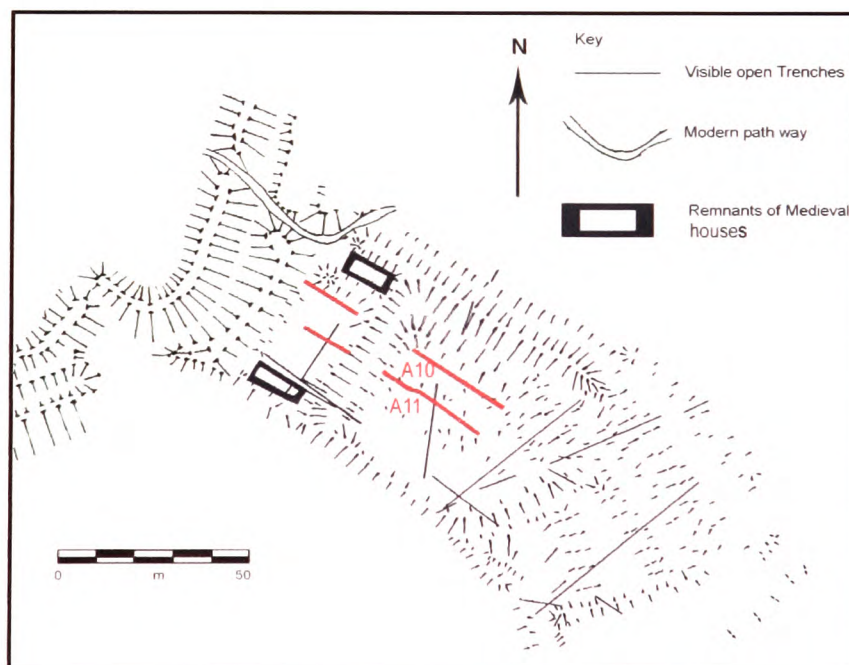 N
Key
Visible open Trenches
Modern path way
Remnants of Medieval
houses
A10
A11
0 50
m